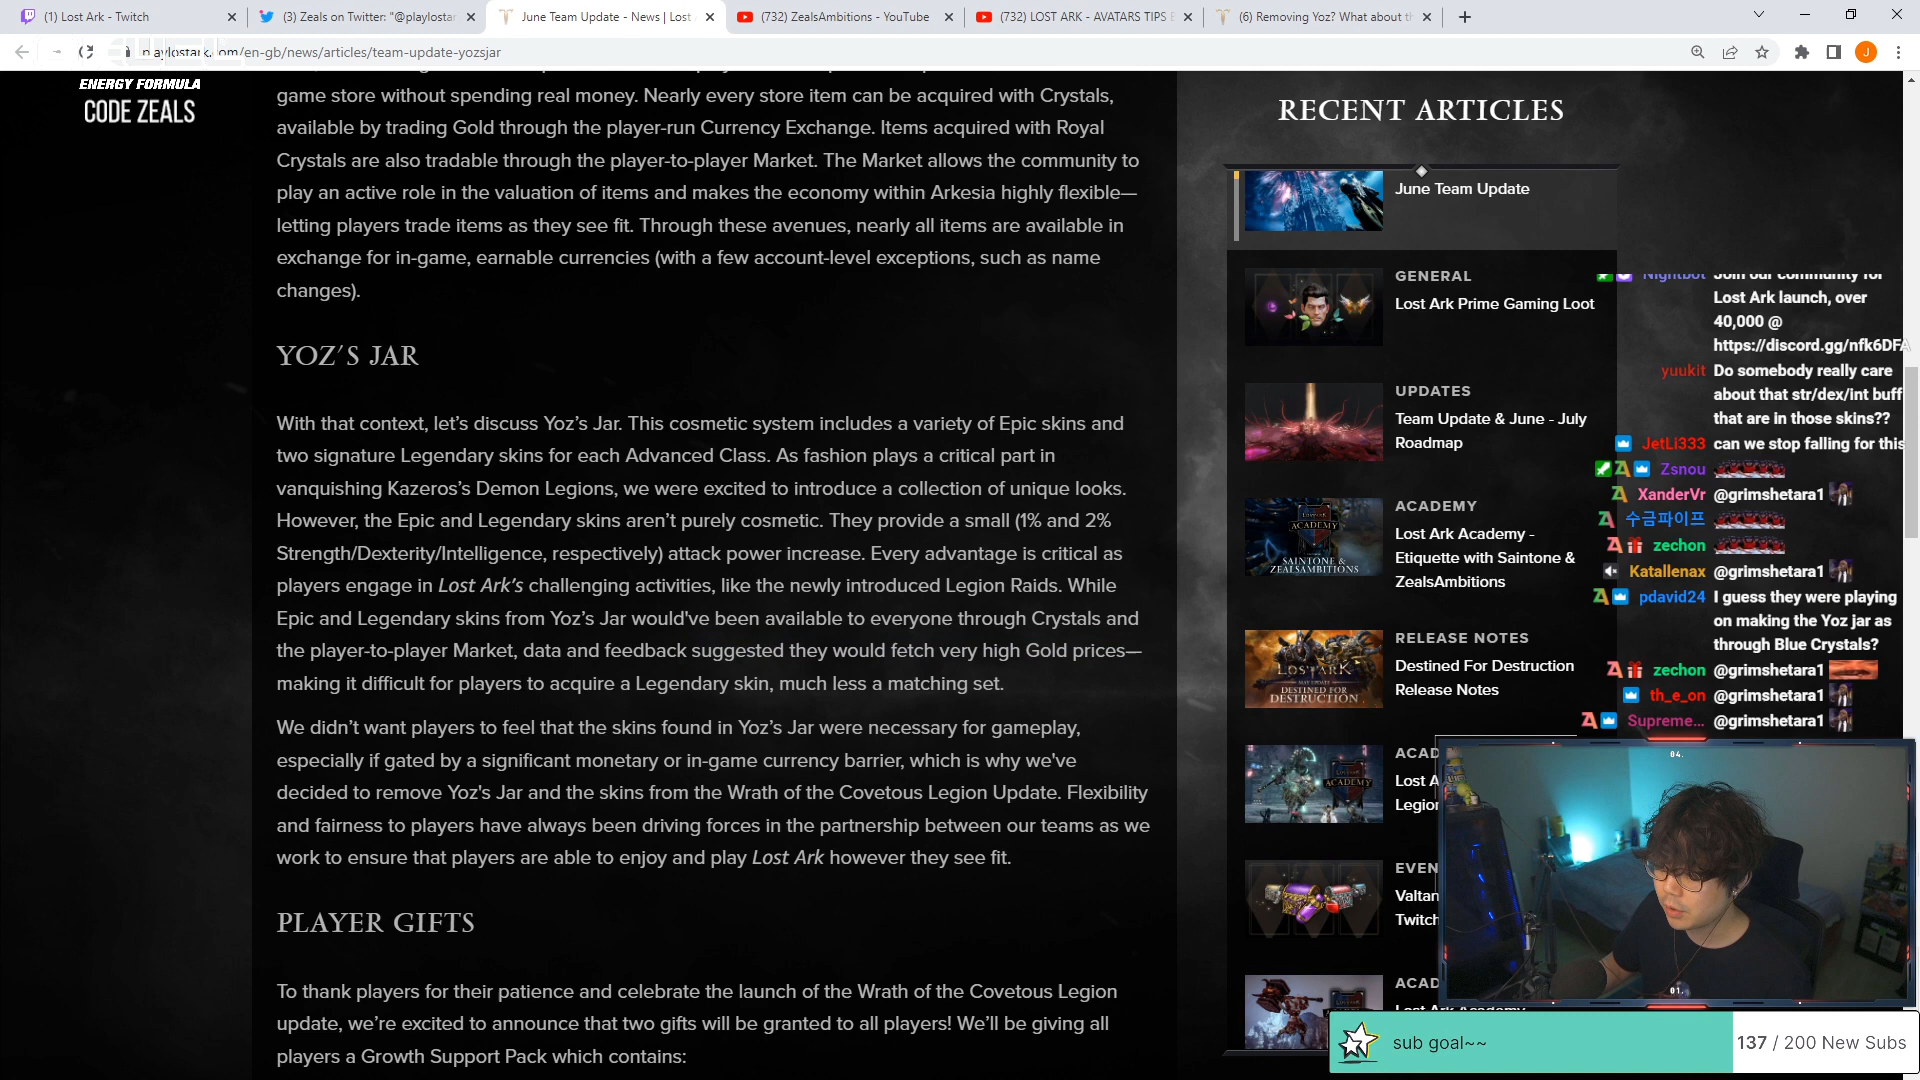 (1) Lost Ark - Twitch
(3) Zeals on Twitter: "@playlostar
June Team Update - News | Lost
(732) ZealsAmbitions - YouTube
(732) LOST ARK - AVATARS TIPS
(6) Removing Yoz? What about
/en-gb/news/articles/team-update-yozsjar
J
ENERGY FORMULA
CODE ZEALS
game store without spending real money. Nearly every store item can be acquired with Crystals,
available by trading Gold through the player-run Currency Exchange. Items acquired with Royal
Crystals are also tradable through the player-to-player Market. The Market allows the community to
play an active role in the valuation of items and makes the economy within Arkesia highly flexible—
letting players trade items as they see fit. Through these avenues, nearly all items are available in
exchange for in-game, earnable currencies (with a few account-level exceptions, such as name
changes).
YOZ'S JAR
With that context, let's discuss Yoz's Jar. This cosmetic system includes a variety of Epic skins and
two signature Legendary skins for each Advanced Class. As fashion plays a critical part in
vanquishing Kazeros's Demon Legions, we were excited to introduce a collection of unique looks.
However, the Epic and Legendary skins aren't purely cosmetic. They provide a small (1% and 2%
Strength/Dexterity/Intelligence, respectively) attack power increase. Every advantage is critical as
players engage in Lost Ark's challenging activities, like the newly introduced Legion Raids. While
Epic and Legendary skins from Yoz's Jar would've been available to everyone through Crystals and
the player-to-player Market, data and feedback suggested they would fetch very high Gold prices—
making it difficult for players to acquire a Legendary skin, much less a matching set.
We didn't want players to feel that the skins found in Yoz's Jar were necessary for gameplay,
especially if gated by a significant monetary or in-game currency barrier, which is why we've
decided to remove Yoz's Jar and the skins from the Wrath of the Covetous Legion Update. Flexibility
and fairness to players have always been driving forces in the partnership between our teams as we
work to ensure that players are able to enjoy and play Lost Ark however they see fit.
PLAYER GIFTS
To thank players for their patience and celebrate the launch of the Wrath of the Covetous Legion
update, we're excited to announce that two gifts will be granted to all players! We'll be giving all
players a Growth Support Pack which contains:
RECENT ARTICLES
June Team Update
GENERAL
Lost Ark Prime Gaming Loot
UPDATES
Team Update & June - July
Roadmap
ACADEMY
Lost Ark Academy -
Etiquette with Saintone &
ZealsAmbitions
ACADEMY
SAINTONE &
ZEALSAMBITIONS
RELEASE NOTES
Destined For Destruction
Release Notes
LOST ARK
DESTINED FOR
DESTRUCTION
ACAD
Lost A
Legion
ACADEMY
EVEN
Valtan
Twitch
ACAD
Nightbot Join our community for
Lost Ark launch, over
40,000 @
https://discord.gg/nfk6DFA
yuukit Do somebody really care
about that str/dex/int buff
that are in those skins??
JetLi333 can we stop falling for this
Zsnou
XanderVr @grimshetara1
수금파이프
zechon
Katallenax @grimshetara1
pdavid24 I guess they were playing
on making the Yoz jar as
through Blue Crystals?
zechon @grimshetara1
th_e_on @grimshetara1
Supreme... @grimshetara1
04.
01.
sub goal~~
137 / 200 New Subs